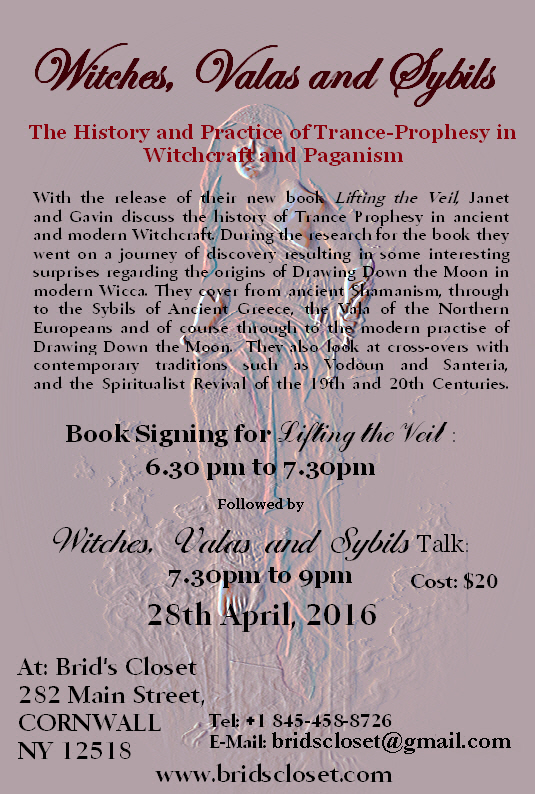 Witches, Valas and Sybils
The History and Practice of Trance-Prophesy in
Witchcraft and Paganism
With the release of their new book Lifting the Veil, Janet
and Gavin discuss the history of Trance Prophesy in ancient
and modern Witchcraft. During the research for the book they
went on a journey of discovery resulting in some interesting
surprises regarding the origins of Drawing Down the Moon in
modern Wicca. They cover from ancient Shamanism, through
to the Sybils of Ancient Greece, the Vala of the Northern
Europeans and of course through to the modern practise of
Drawing Down the Moon. They also look at cross-overs with
contemporary traditions such as Vodoun and Santeria,
and the Spiritualist Revival of the 19th and 20th Centuries.
Book Signing for Lifting the Veil :
6.30 pm to 7.30pm
Followed by
Witches, Valas and Sybils Talk:
7.30pm to 9pm
Cost: $20
28th April, 2016
At: Brid's Closet
282 Main Street,
CORNWALL
NY 12518
Tel: +1 845-458-8726
E-Mail: bridscloset@gmail.com
www.bridscloset.com